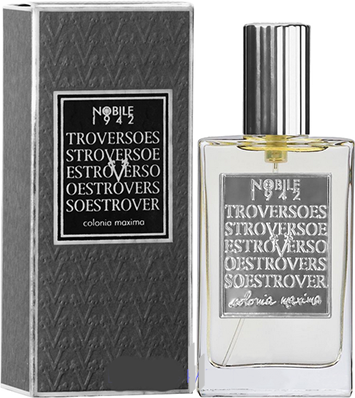 NOBILE
1942
TROVERSOES
STROVERSOE
ESTROVERSO
OESTROVERS
SOESTROVER
colonia maxima
NOBILE
1942
TROVERSOES
STROVERSOE
ESTROVERSO
OESTROVERS
SOESTROVER
colonia maxima